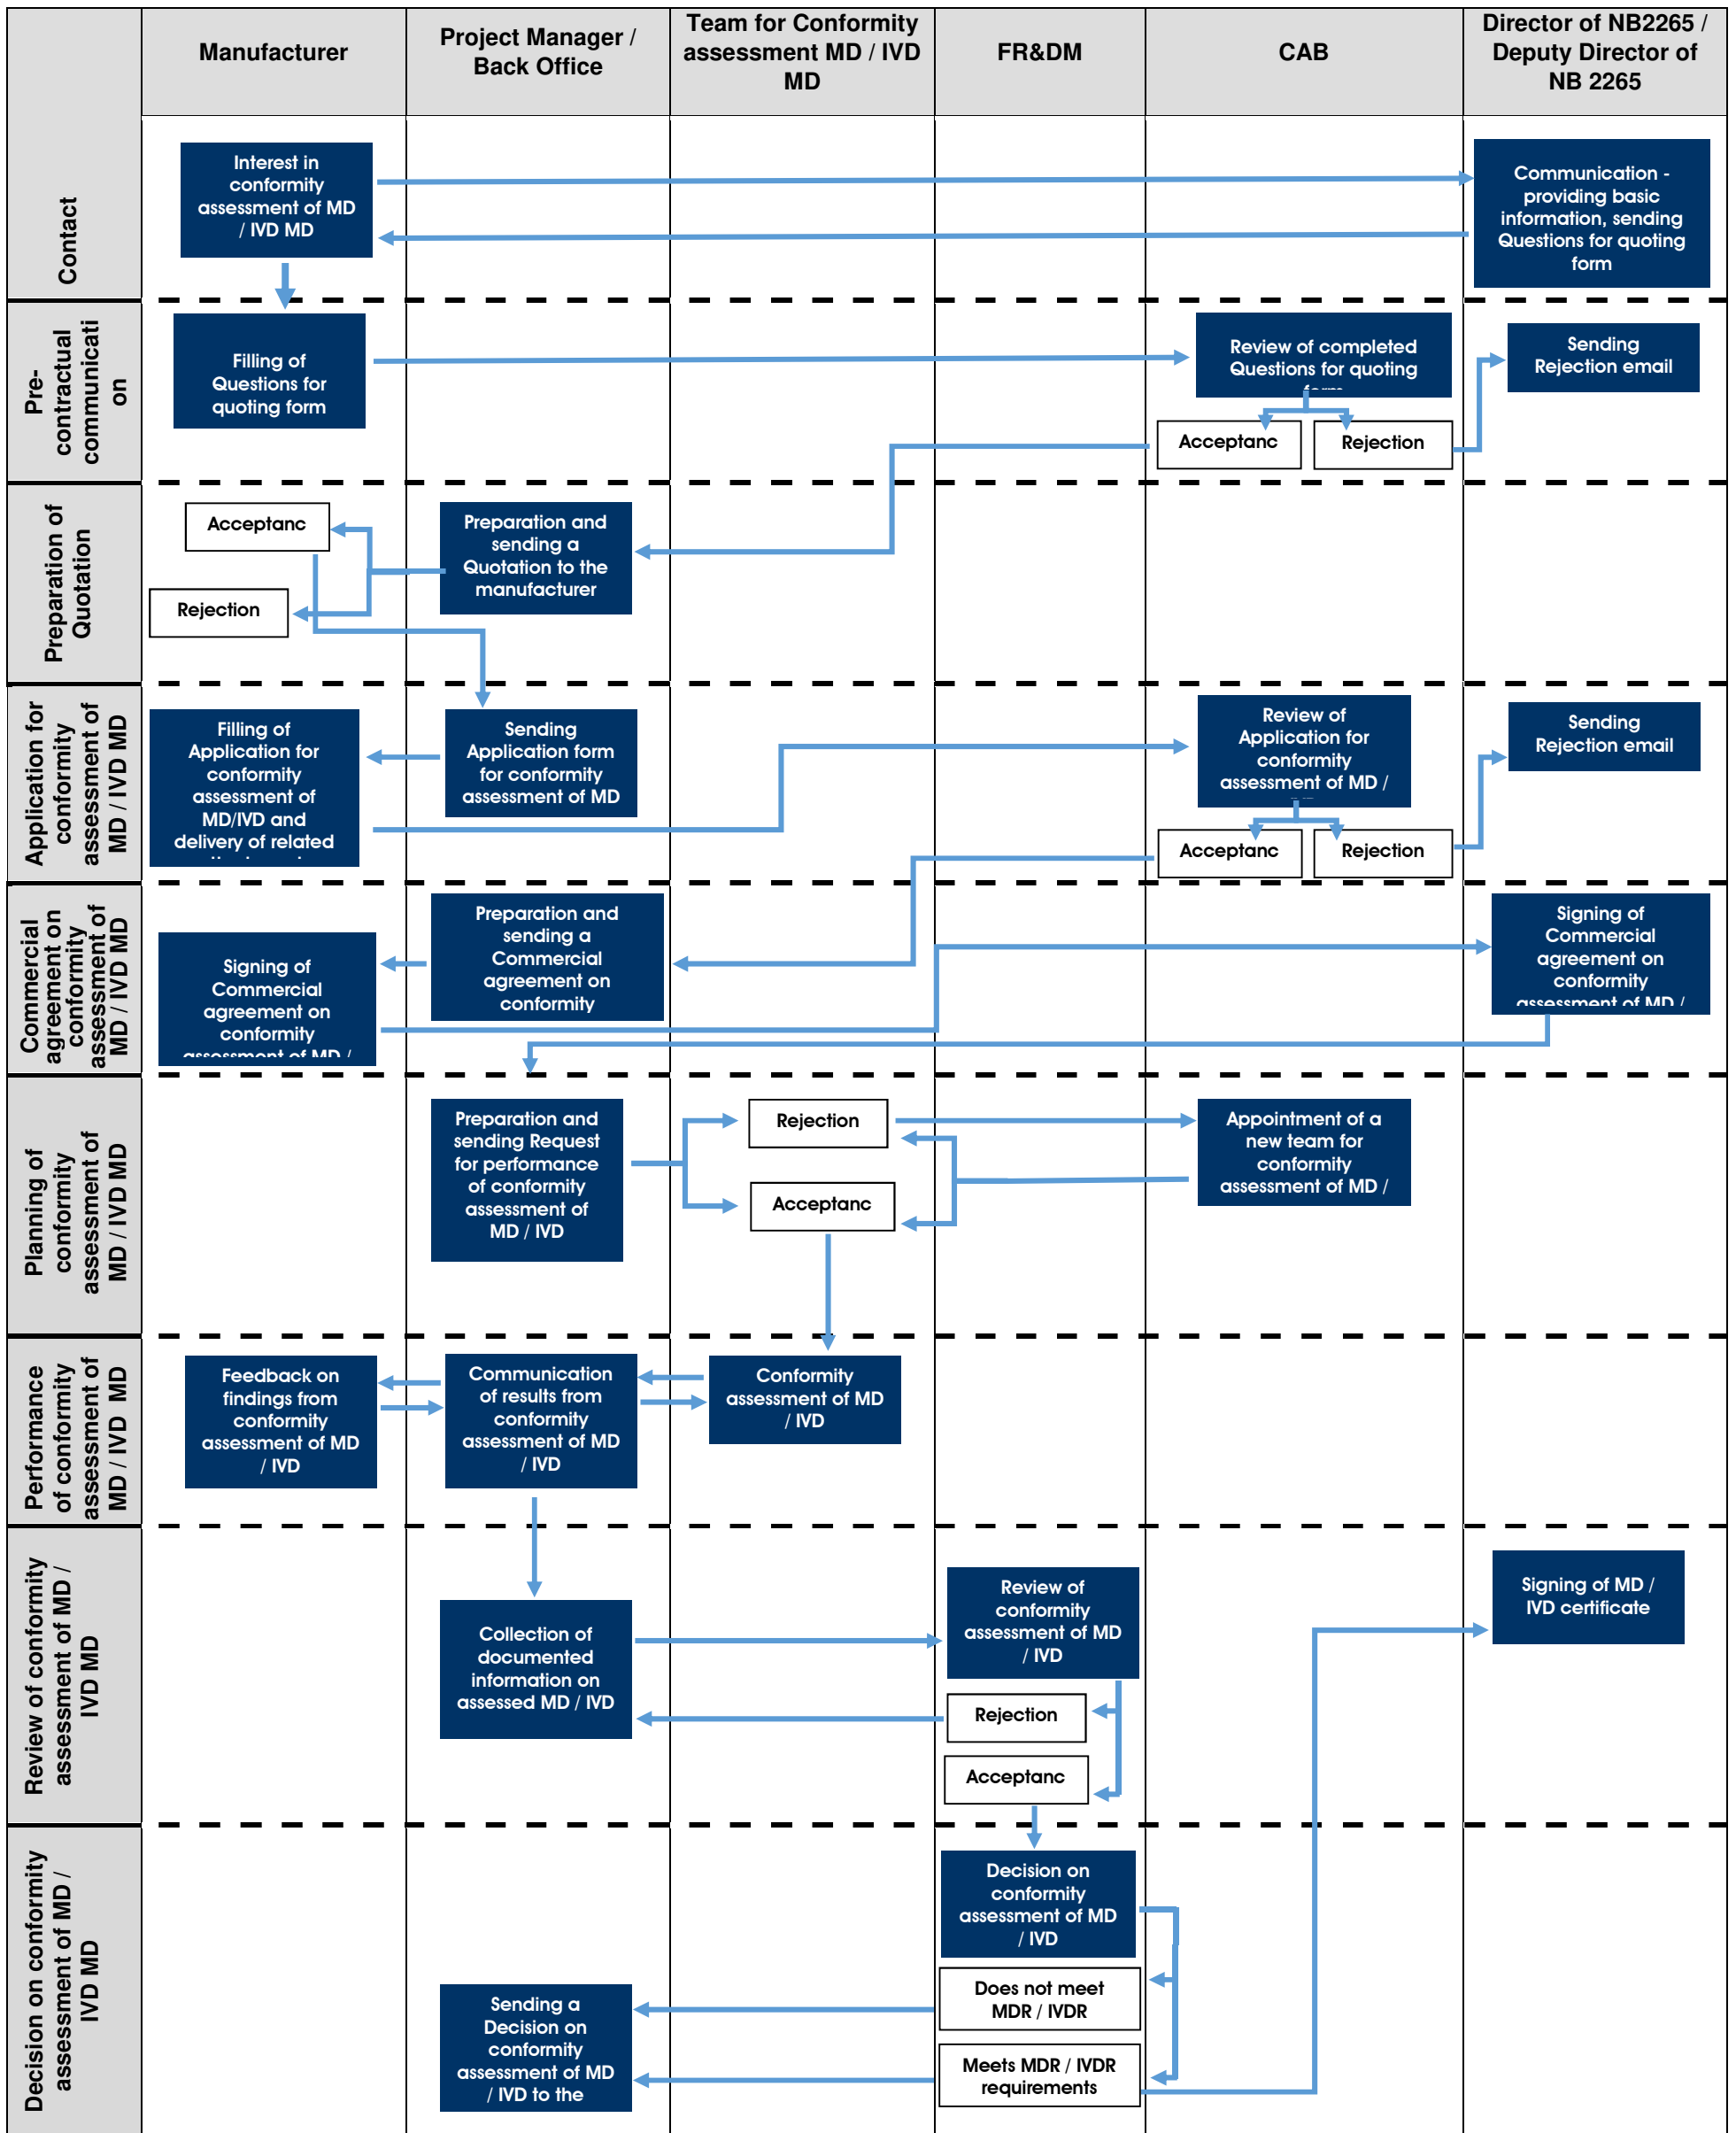 Manufacturer
Project Manager /
Back Office
Team for Conformity
assessment MD / IVD
MD
FR&DM
CAB
Director of NB2265 /
Deputy Director of
NB 2265
Contact
Interest in
conformity
assessment of MD
/ IVD MD
Communication -
providing basic
information, sending
Questions for quoting
form
Pre-
contractual
communicati
on
Filling of
Questions for
quoting form
Review of completed
Questions for quoting
Sending
Rejection email
Acceptanc
Rejection
Preparation of
Quotation
Acceptanc
Rejection
Preparation and
sending a
Quotation to the
manufacturer
Application for
conformity
assessment of
MD / IVD MD
Filling of
Application for
conformity
assessment of
MD/IVD and
delivery of related
Sending
Application form
for conformity
assessment of MD
Review of
Application for
conformity
assessment of MD /
Sending
Rejection email
Acceptanc
Rejection
Commercial
agreement on
conformity
assessment of
MD / IVD MD
Signing of
Commercial
agreement on
conformity
assessment of MD /
Preparation and
sending a
Commercial
agreement on
conformity
Signing of
Commercial
agreement on
conformity
assessment of MD /
Planning of
conformity
assessment of
MD / IVD MD
Preparation and
sending Request
for performance
of conformity
assessment of
MD / IVD
Rejection
Acceptanc
Appointment of a
new team for
conformity
assessment of MD /
Performance
of conformity
assessment of
MD / IVD MD
Feedback on
findings from
conformity
assessment of MD
/ IVD
Communication
of results from
conformity
assessment of MD
/ IVD
Conformity
assessment of MD
/ IVD
Review of conformity
assessment of MD /
IVD MD
Collection of
documented
information on
assessed MD / IVD
Review of
conformity
assessment of MD
/ IVD
Rejection
Acceptanc
Signing of MD /
IVD certificate
Decision on conformity
assessment of MD /
IVD MD
Sending a
Decision on
conformity
assessment of MD
/ IVD to the
Decision on
conformity
assessment of MD
/ IVD
Does not meet
MDR / IVDR
Meets MDR / IVDR
requirements